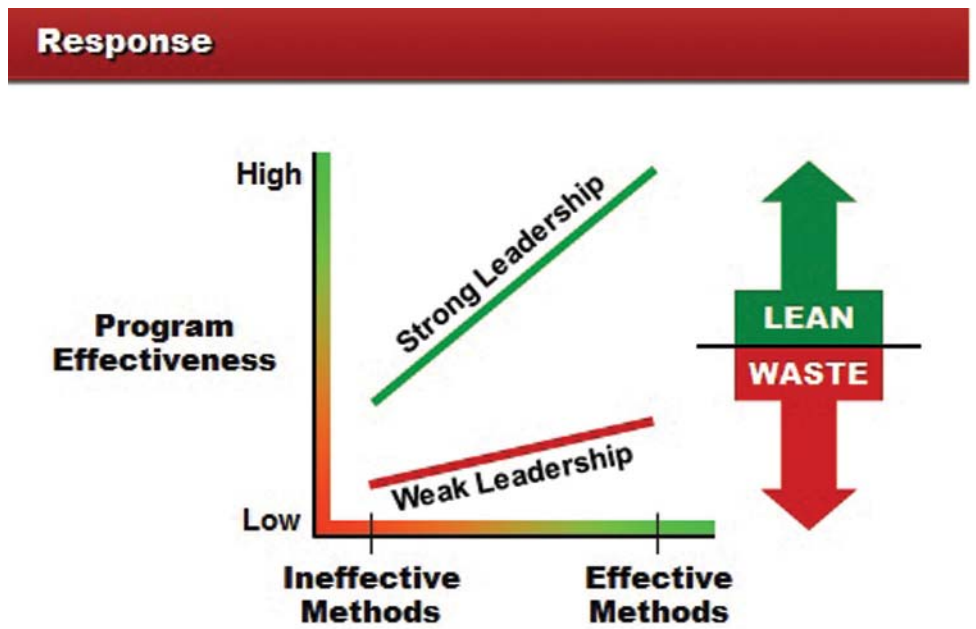 Response
High
Strong Leadership
LEAN
Program
Effectiveness
WASTE
Weak Leadership
Low
Ineffective
Methods
Effective
Methods